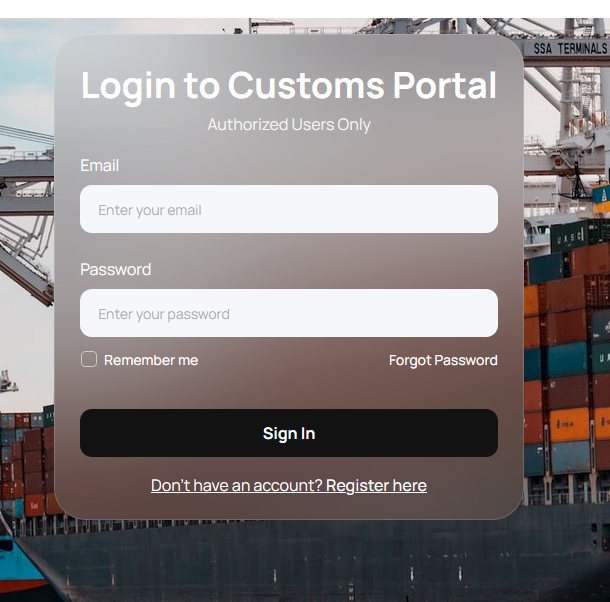 SSA TERMINALS
Login to Customs Portal
Authorized Users Only
Email
Enter your email
Password
Enter your password
Remember me
Forgot Password
Sign In
Don't have an account? Register here